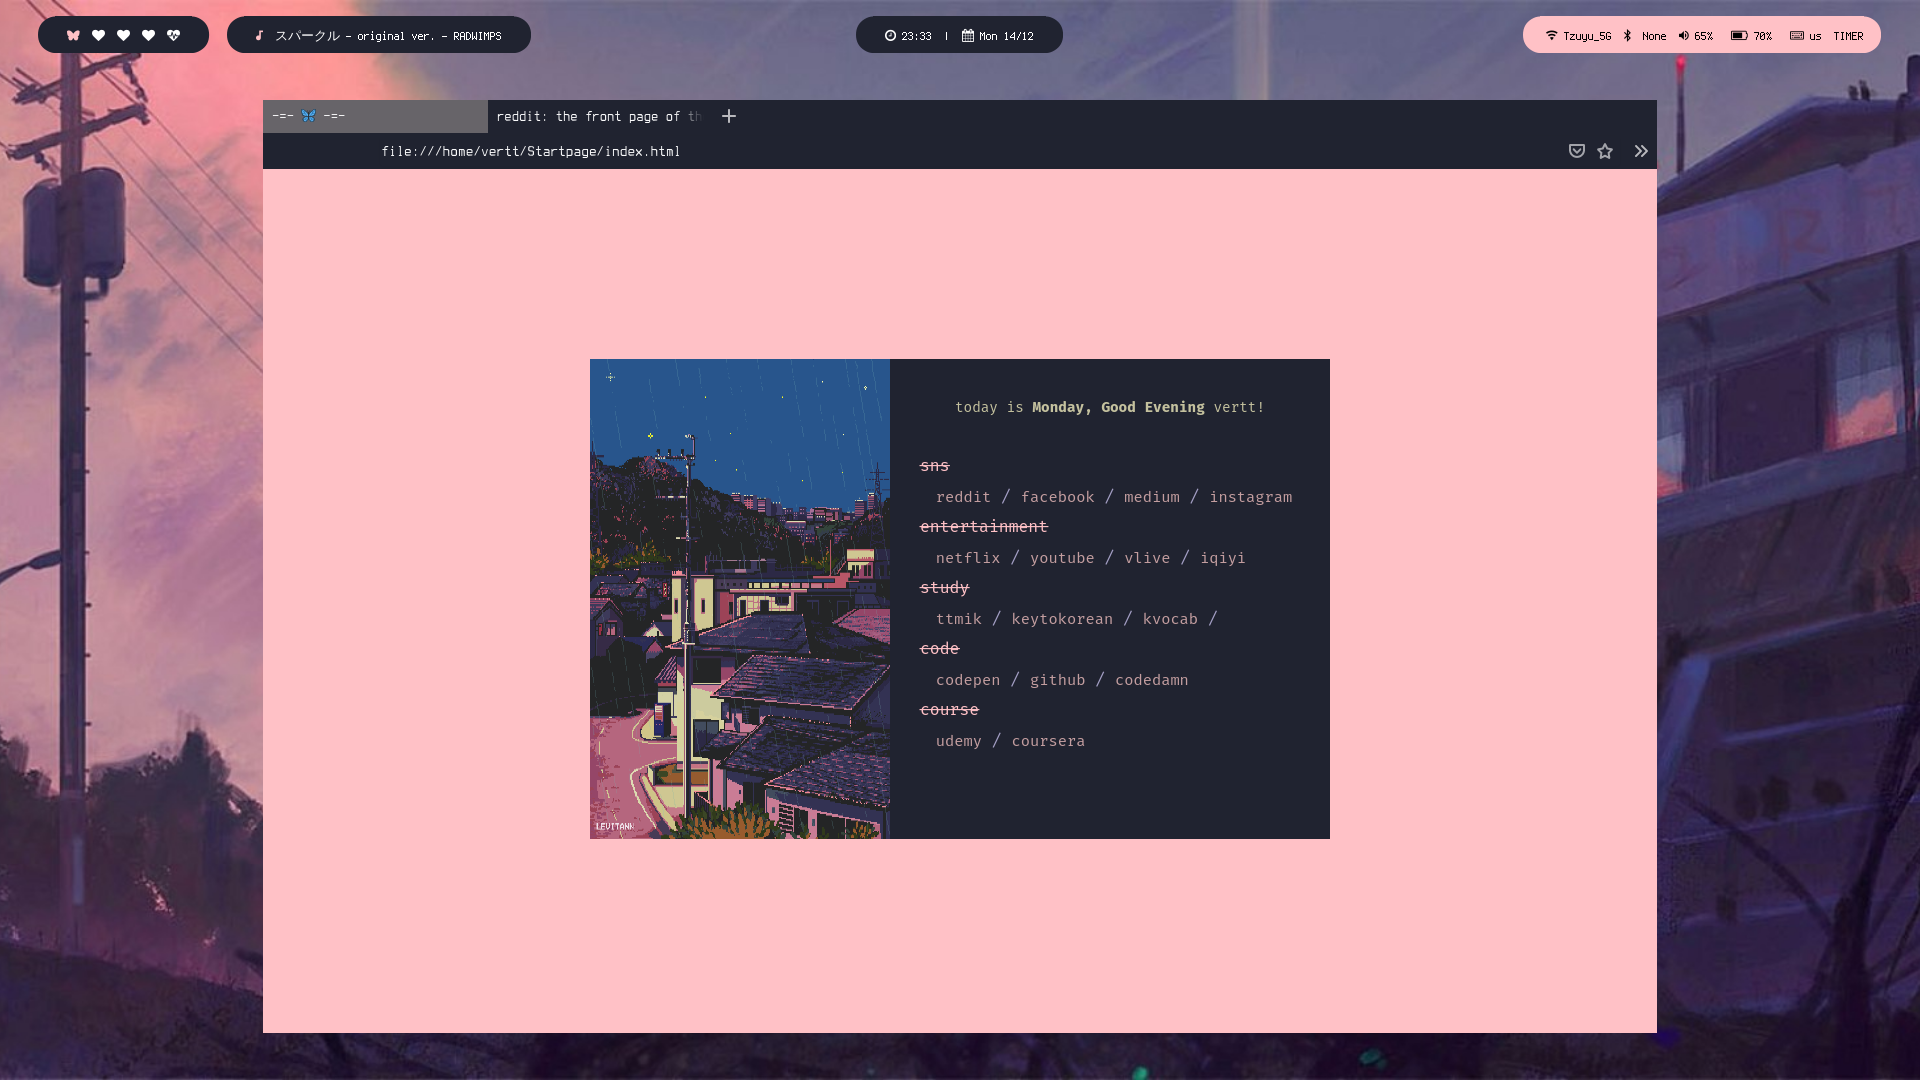 スパークル - original ver. - RADWIMPS
23:33 | Mon 14/12
Tzuyu_5G None 65% 70% us TIMER
-=- 🦋 -=-
reddit: the front page of th
file:///home/vertt/Startpage/index.html
today is Monday, Good Evening vertt!
sns
reddit / facebook / medium / instagram
entertainment
netflix / youtube / vlive / iqiyi
study
ttmik / keytokorean / kvocab /
code
codepen / github / codedamn
course
udemy / coursera
LEVITANN